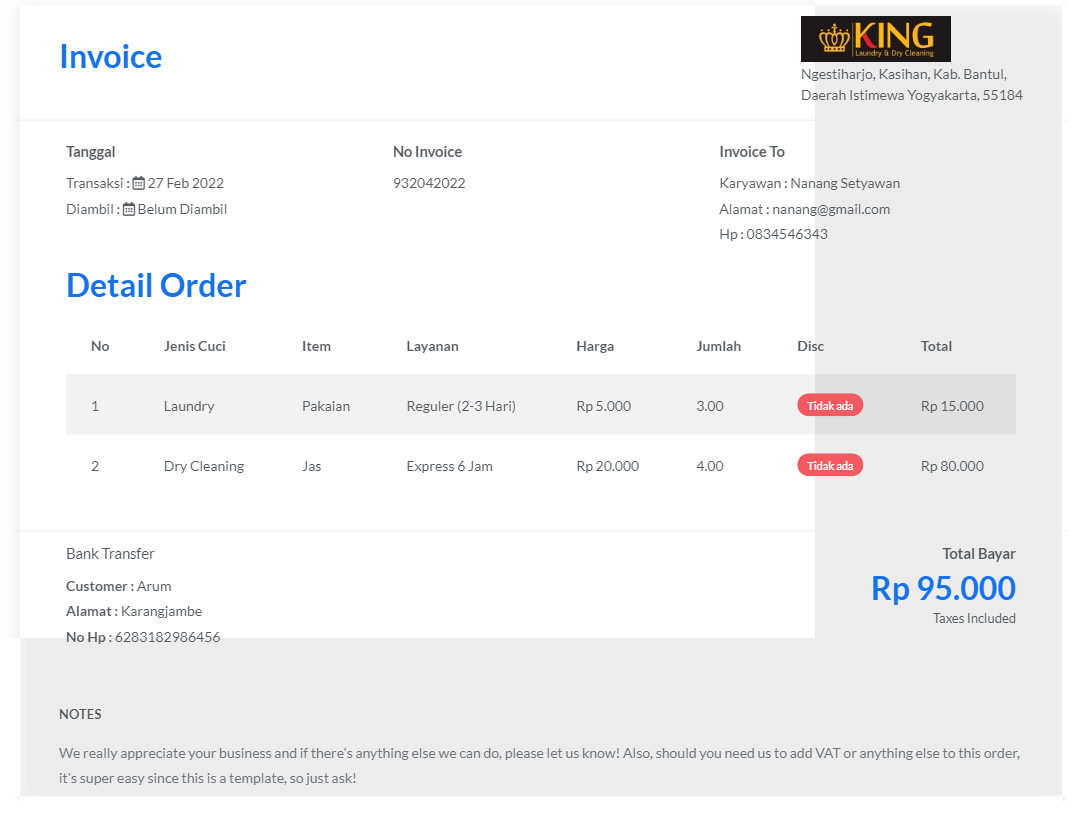 Invoice
KING
Laundry & Dry Cleaning
Ngestiharjo, Kasihan, Kab. Bantul,
Daerah Istimewa Yogyakarta, 55184
Tanggal
Transaksi : 27 Feb 2022
Diambil : Belum Diambil
No Invoice
932042022
Invoice To
Karyawan : Nanang Setyawan
Alamat : nanang@gmail.com
Hp : 0834546343
Detail Order
No Jenis Cuci Item Layanan Harga Jumlah Disc Total
1 Laundry Pakaian Reguler (2-3 Hari) Rp 5.000 3.00 Tidak ada Rp 15.000
2 Dry Cleaning Jas Express 6 Jam Rp 20.000 4.00 Tidak ada Rp 80.000
Bank Transfer
Customer : Arum
Alamat : Karangjambe
No Hp : 6283182986456
Total Bayar
Rp 95.000
Taxes Included
NOTES
We really appreciate your business and if there's anything else we can do, please let us know! Also, should you need us to add VAT or anything else to this order,
it's super easy since this is a template, so just ask!